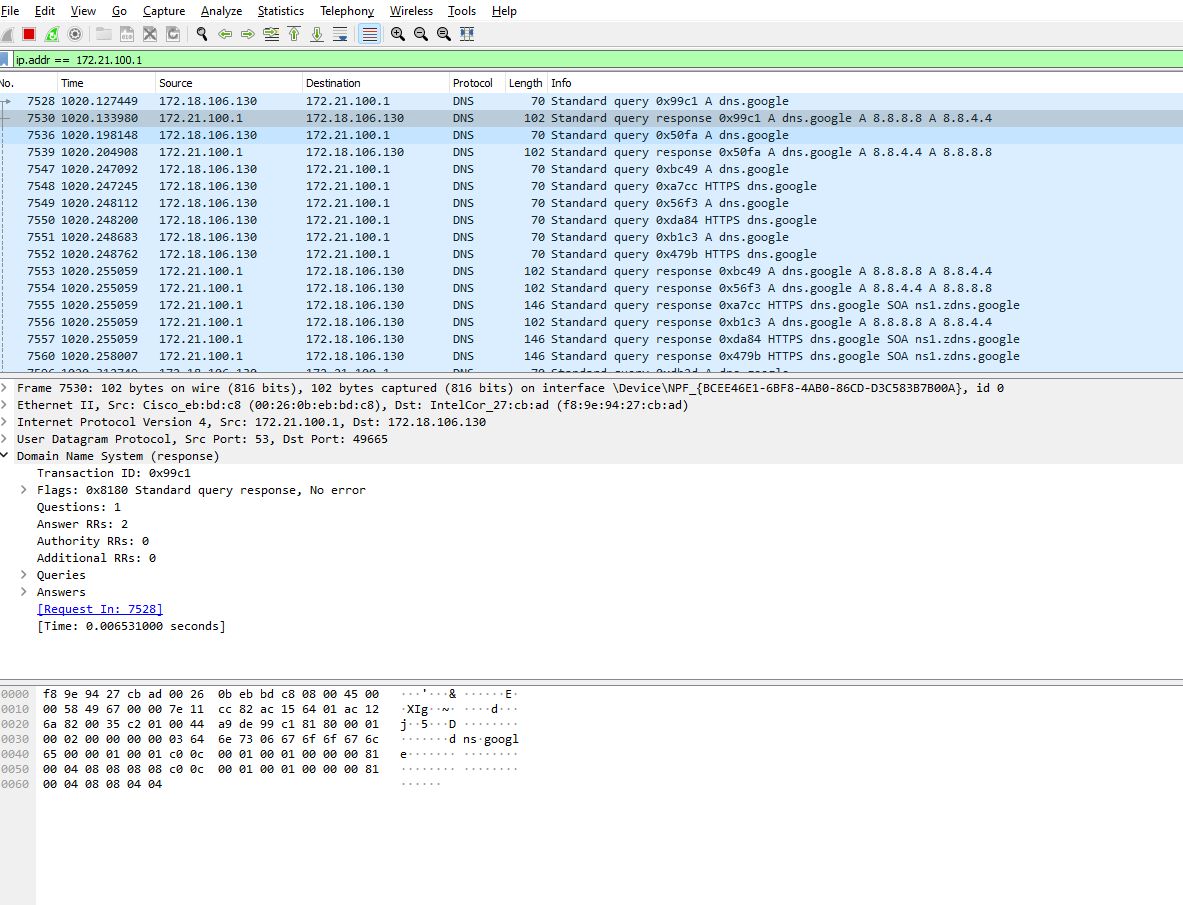 File Edit View Go Capture Analyze Statistics Telephony Wireless Tools Help
ip.addr == 172.21.100.1
No. Time Source Destination Protocol Length Info
7528 1020.127449 172.18.106.130 172.21.100.1 DNS 70 Standard query 0x99c1 A dns.google
7530 1020.133980 172.21.100.1 172.18.106.130 DNS 102 Standard query response 0x99c1 A dns.google A 8.8.8.8 A 8.8.4.4
7536 1020.198148 172.18.106.130 172.21.100.1 DNS 70 Standard query 0x50fa A dns.google
7539 1020.204908 172.21.100.1 172.18.106.130 DNS 102 Standard query response 0x50fa A dns.google A 8.8.4.4 A 8.8.8.8
7547 1020.247092 172.18.106.130 172.21.100.1 DNS 70 Standard query 0xbc49 A dns.google
7548 1020.247245 172.18.106.130 172.21.100.1 DNS 70 Standard query 0xa7cc HTTPS dns.google
7549 1020.248112 172.18.106.130 172.21.100.1 DNS 70 Standard query 0x56f3 A dns.google
7550 1020.248200 172.18.106.130 172.21.100.1 DNS 70 Standard query 0xda84 HTTPS dns.google
7551 1020.248683 172.18.106.130 172.21.100.1 DNS 70 Standard query 0xb1c3 A dns.google
7552 1020.248762 172.18.106.130 172.21.100.1 DNS 70 Standard query 0x479b HTTPS dns.google
7553 1020.255059 172.21.100.1 172.18.106.130 DNS 102 Standard query response 0xbc49 A dns.google A 8.8.8.8 A 8.8.4.4
7554 1020.255059 172.21.100.1 172.18.106.130 DNS 102 Standard query response 0x56f3 A dns.google A 8.8.4.4 A 8.8.8.8
7555 1020.255059 172.21.100.1 172.18.106.130 DNS 146 Standard query response 0xa7cc HTTPS dns.google SOA ns1.zdns.google
7556 1020.255059 172.21.100.1 172.18.106.130 DNS 102 Standard query response 0xb1c3 A dns.google A 8.8.8.8 A 8.8.4.4
7557 1020.255059 172.21.100.1 172.18.106.130 DNS 146 Standard query response 0xda84 HTTPS dns.google SOA ns1.zdns.google
7560 1020.258007 172.21.100.1 172.18.106.130 DNS 146 Standard query response 0x479b HTTPS dns.google SOA ns1.zdns.google
Frame 7530: 102 bytes on wire (816 bits), 102 bytes captured (816 bits) on interface \Device\NPF_{BCEE46E1-6BF8-4AB0-86CD-D3C583B7B00A}, id 0
Ethernet II, Src: Cisco_eb:bd:c8 (00:26:0b:eb:bd:c8), Dst: IntelCor_27:cb:ad (f8:9e:94:27:cb:ad)
Internet Protocol Version 4, Src: 172.21.100.1, Dst: 172.18.106.130
User Datagram Protocol, Src Port: 53, Dst Port: 49665
Domain Name System (response)
Transaction ID: 0x99c1
Flags: 0x8180 Standard query response, No error
Questions: 1
Answer RRs: 2
Authority RRs: 0
Additional RRs: 0
Queries
Answers
[Request In: 7528]
[Time: 0.006531000 seconds]
0000 f8 9e 94 27 cb ad 00 26 0b eb bd c8 08 00 45 00 ···'···& ······E·
0010 00 58 49 67 00 00 7e 11 cc 82 ac 15 64 01 ac 12 ·XIg··~· ····d···
0020 6a 82 00 35 c2 01 00 44 a9 de 99 c1 81 80 00 01 j··5···D ········
0030 00 02 00 00 00 00 03 64 6e 73 06 67 6f 6f 67 6c ·······d ns·googl
0040 65 00 00 01 00 01 c0 0c 00 01 00 01 00 00 00 81 e······· ········
0050 00 04 08 08 08 08 c0 0c 00 01 00 01 00 00 00 81 ········ ········
0060 00 04 08 08 04 04 ······